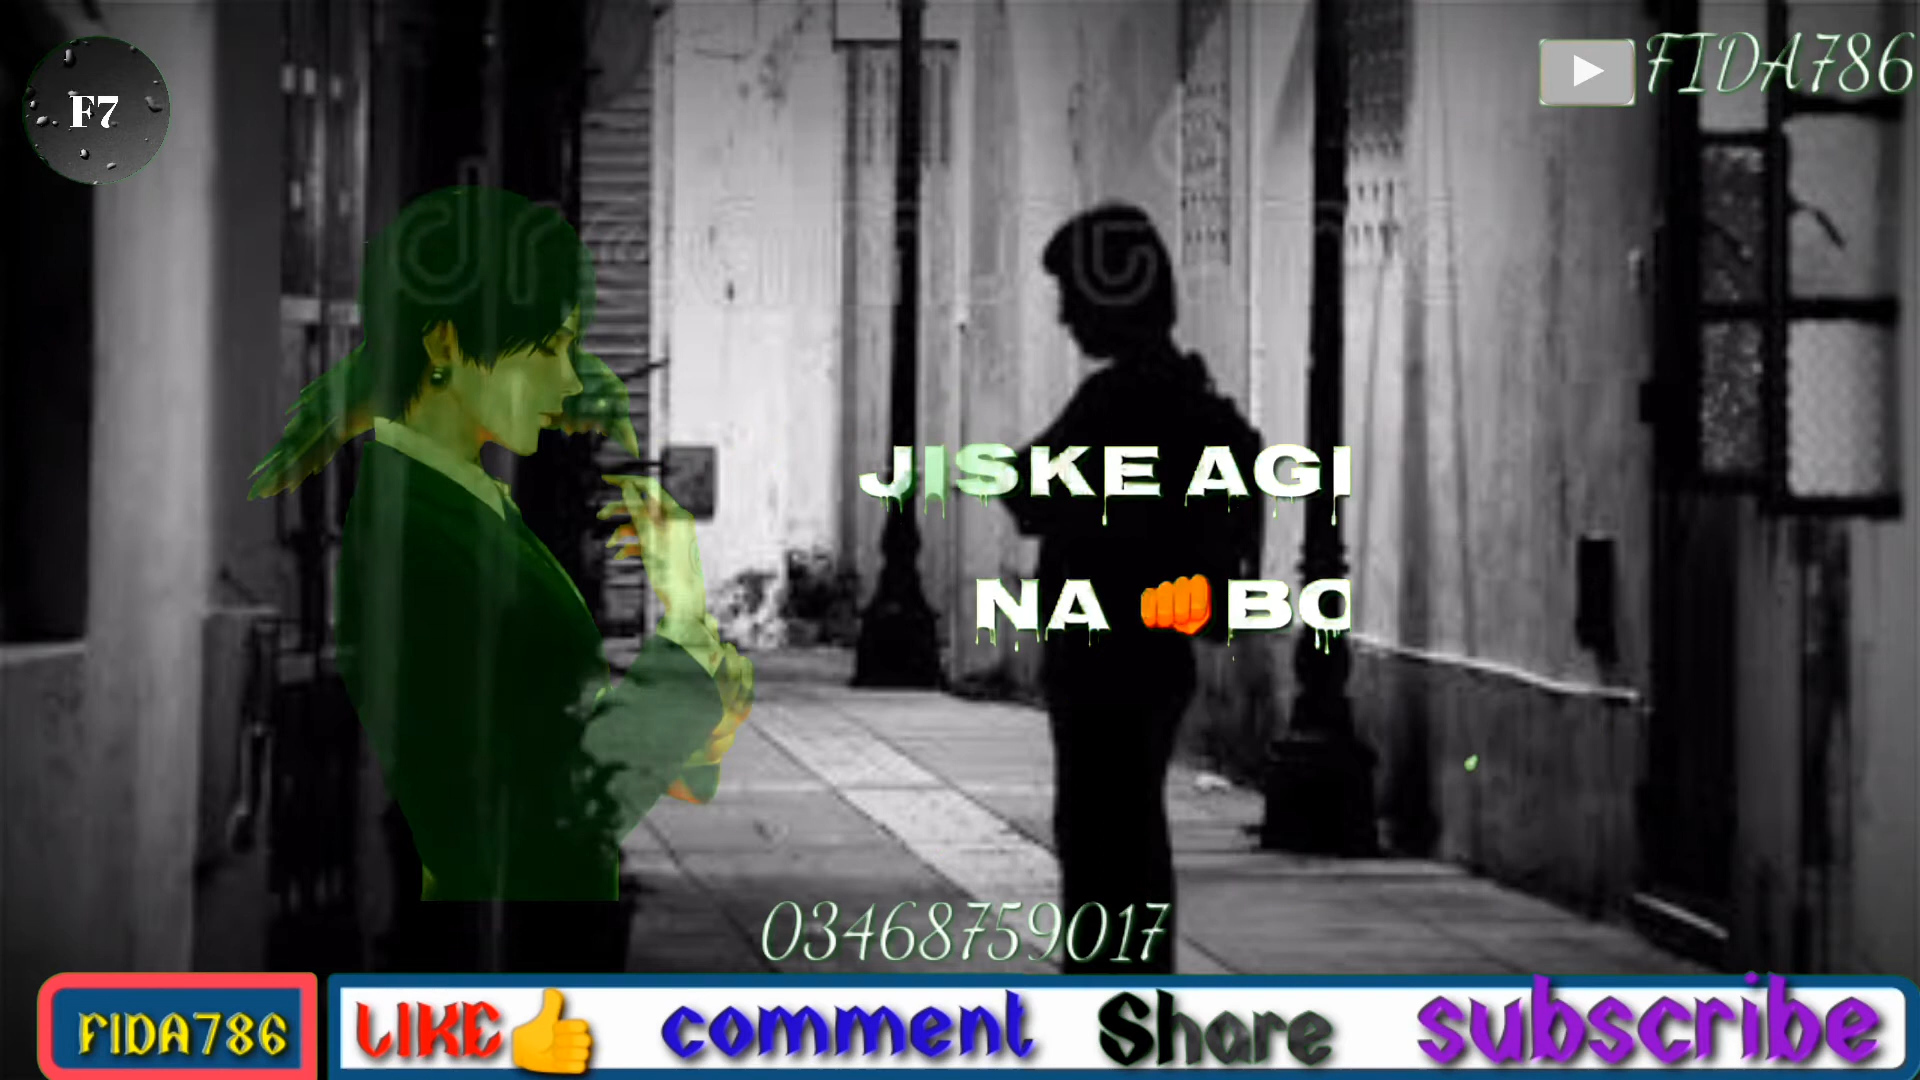 F7
FIDA786
JISKE AGI
NA 👊 BO
03468759017
FIDA786
LIKE👍 comment Share subscribe